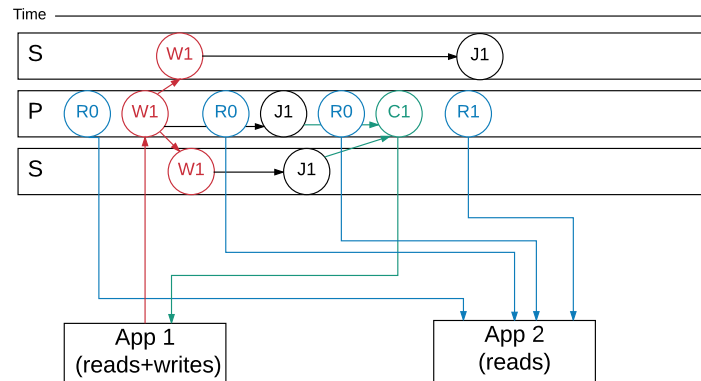 Time
S W1 J1
P R0 W1 R0 J1 R0 C1 R1
S W1 J1
App 1
(reads+writes)
App 2
(reads)